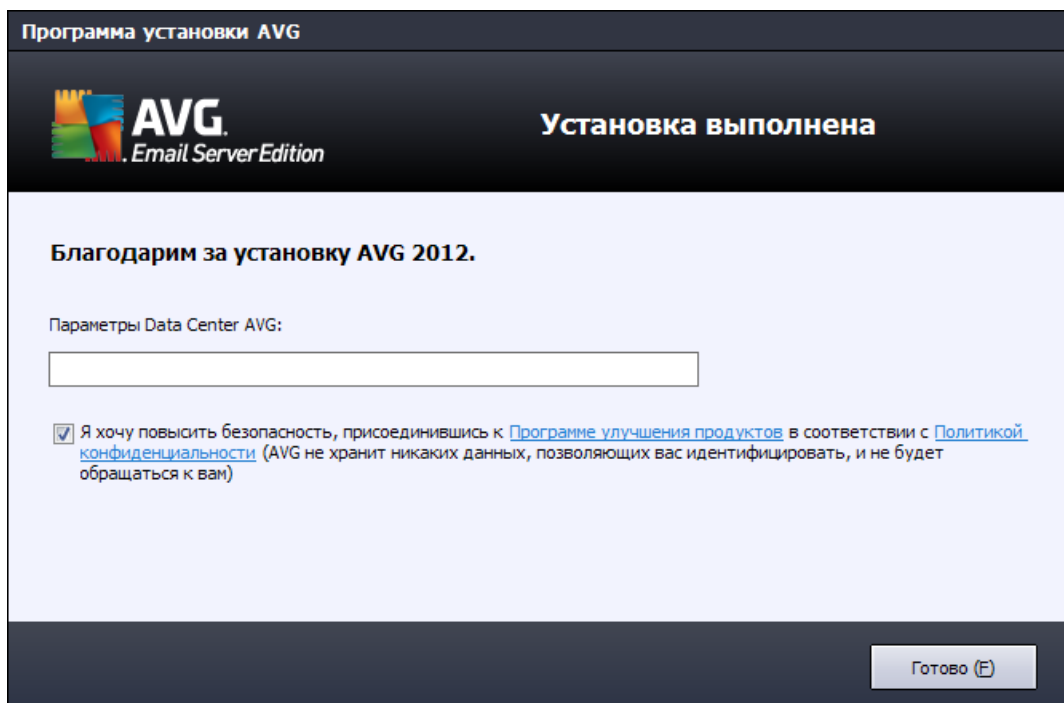 Программа установки AVG
AVG.
Email Server Edition
Установка выполнена
Благодарим за установку AVG 2012.
Параметры Data Center AVG:
Я хочу повысить безопасность, присоединившись к Программе улучшения продуктов в соответствии с Политикой
конфиденциальности (AVG не хранит никаких данных, позволяющих вас идентифицировать, и не будет
обращаться к вам)
Готово (F)